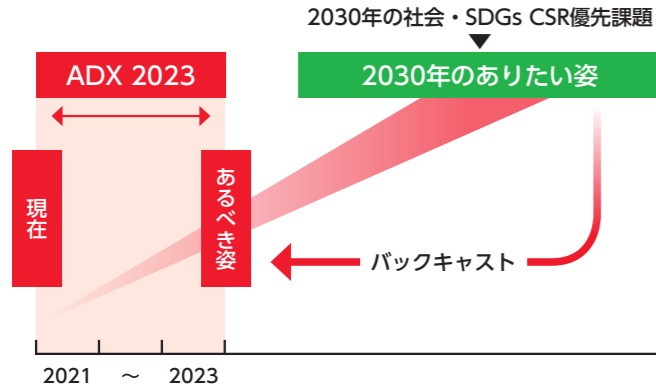 2030年の社会・SDGs CSR優先課題
ADX 2023
2030年のありたい姿
現在
あるべき姿
バックキャスト
2021 ～ 2023